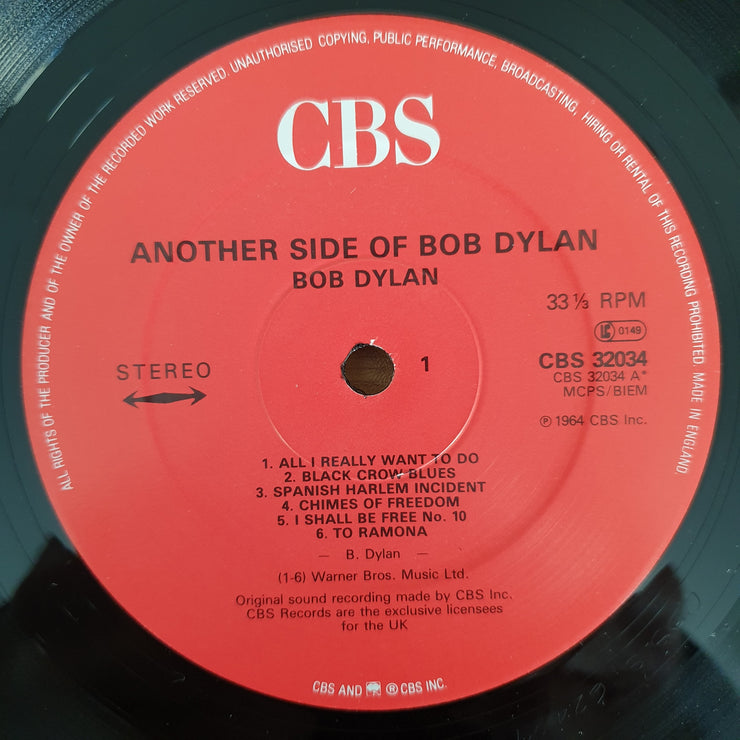 ALL RIGHTS OF THE PRODUCER AND OF THE OWNER OF THE RECORDED WORK RESERVED. UNAUTHORISED COPYING, PUBLIC PERFORMANCE, BROADCASTING, HIRING OR RENTAL OF THIS RECORDING PROHIBITED. MADE IN ENGLAND.
CBS
ANOTHER SIDE OF BOB DYLAN
BOB DYLAN
33 ⅓ RPM
LC 0149
STEREO
1
CBS 32034
CBS 32034 A*
MCPS/BIEM
℗ 1964 CBS Inc.
1. ALL I REALLY WANT TO DO
2. BLACK CROW BLUES
3. SPANISH HARLEM INCIDENT
4. CHIMES OF FREEDOM
5. I SHALL BE FREE No. 10
6. TO RAMONA
— B. Dylan —
(1-6) Warner Bros. Music Ltd.
Original sound recording made by CBS Inc.
CBS Records are the exclusive licensees
for the UK
CBS AND ® CBS INC.